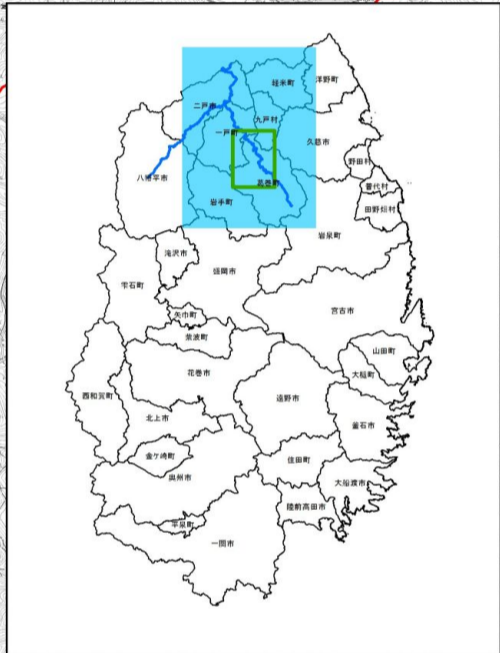 洋野町
軽米町
二戸市
九戸村
一戸町
久慈市
野田村
八幡平市
葛巻町
普代村
岩手町
田野畑村
岩泉町
滝沢市
盛岡市
雫石町
宮古市
矢巾町
紫波町
山田町
花巻市
大槌町
西和賀町
遠野市
北上市
釜石市
金ケ崎町
住田町
奥州市
大船渡市
陸前高田市
平泉町
一関市